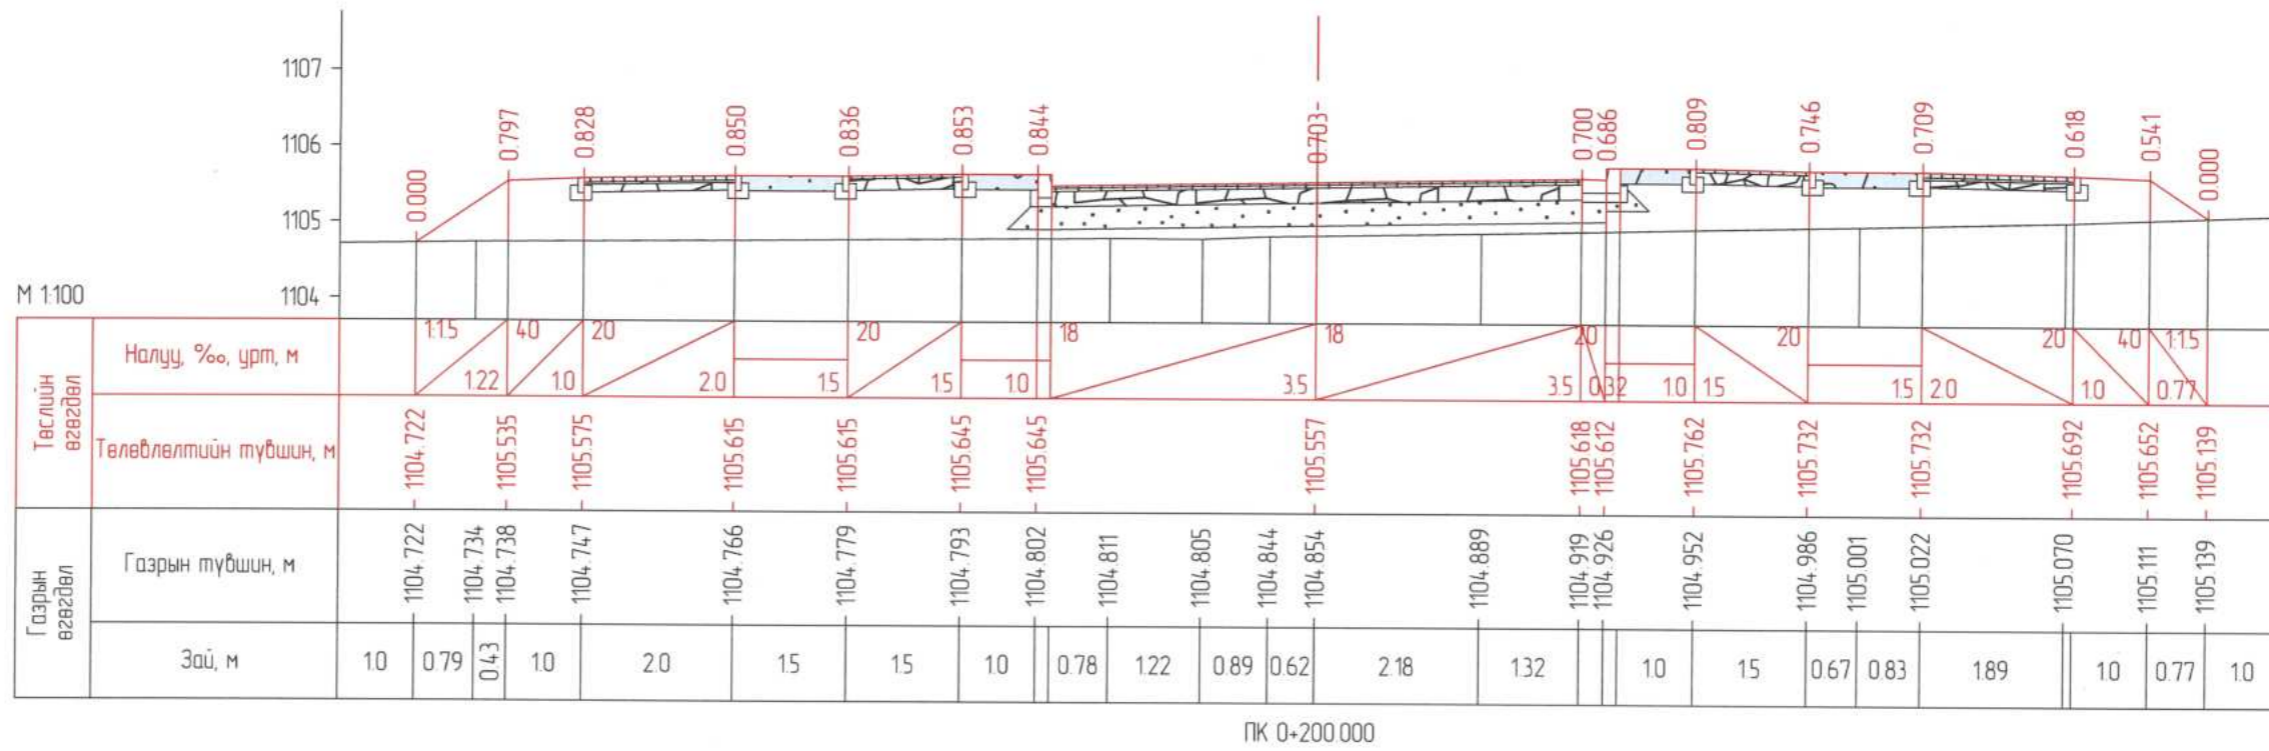 1107
1106
1105
1104
М 1:100
0.000
0.797
0.828
0.850
0.836
0.853
0.844
0.703-
0.700
0.686
0.809
0.746
0.709
0.618
0.541
0.000
Төслийн өгөгдөл
Налуу, ‰, урт, м
1:1.5 40 20 20 18 18 20 20 20 40 1:1.5
1.22 1.0 2.0 1.5 1.5 1.0 3.5 3.5 0.32 1.0 1.5 1.5 2.0 1.0 0.77
Төлөвлөлтийн түвшин, м
1104.722 1105.535 1105.575 1105.615 1105.615 1105.645 1105.645 1105.557 1105.618 1105.612 1105.762 1105.732 1105.732 1105.692 1105.652 1105.139
Газрын өгөгдөл
Газрын түвшин, м
1104.722 1104.734 1104.738 1104.747 1104.766 1104.779 1104.793 1104.802 1104.811 1104.805 1104.844 1104.854 1104.889 1104.919 1104.926 1104.952 1104.986 1105.001 1105.022 1105.070 1105.111 1105.139
Зай, м
1.0 0.79 0.43 1.0 2.0 1.5 1.5 1.0 0.78 1.22 0.89 0.62 2.18 1.32 1.0 1.5 0.67 0.83 1.89 1.0 0.77 1.0
ПК 0+200.000